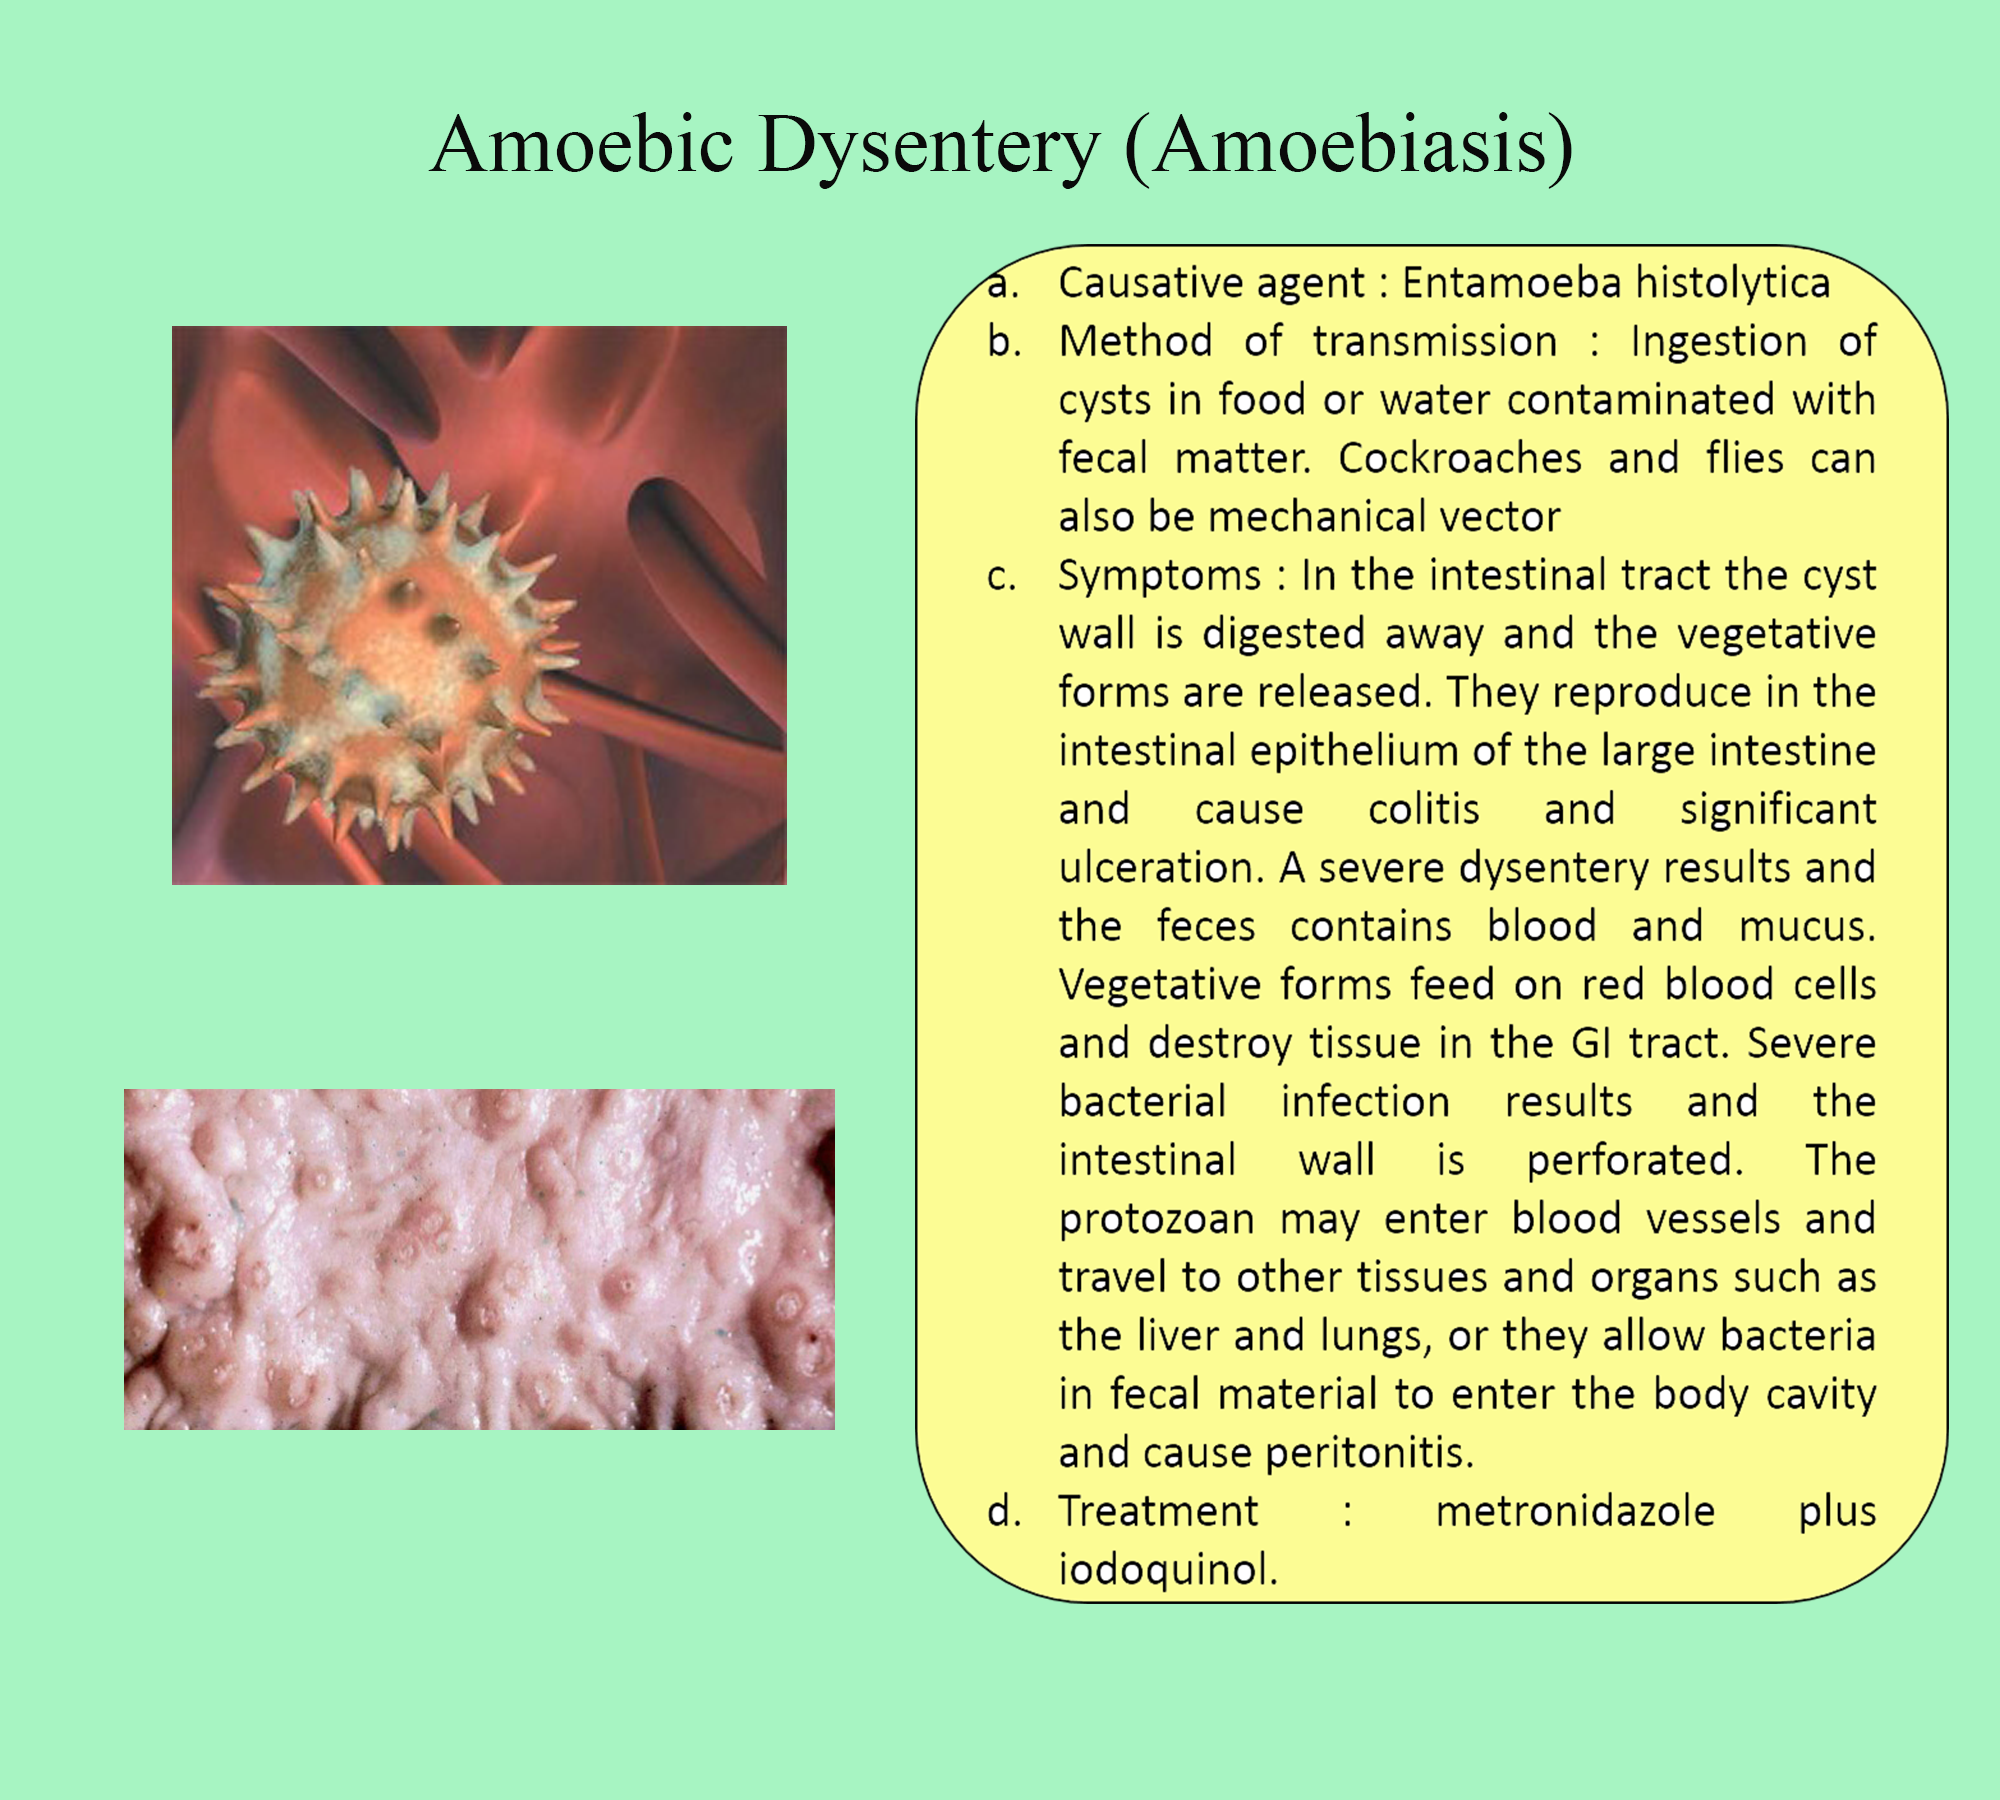 Amoebic Dysentery (Amoebiasis)
a. Causative agent : Entamoeba histolytica
b. Method of transmission : Ingestion of
cysts in food or water contaminated with
fecal matter. Cockroaches and flies can
also be mechanical vector
c. Symptoms : In the intestinal tract the cyst
wall is digested away and the vegetative
forms are released. They reproduce in the
intestinal epithelium of the large intestine
and cause colitis and significant
ulceration. A severe dysentery results and
the feces contains blood and mucus.
Vegetative forms feed on red blood cells
and destroy tissue in the GI tract. Severe
bacterial infection results and the
intestinal wall is perforated. The
protozoan may enter blood vessels and
travel to other tissues and organs such as
the liver and lungs, or they allow bacteria
in fecal material to enter the body cavity
and cause peritonitis.
d. Treatment : metronidazole plus
iodoquinol.